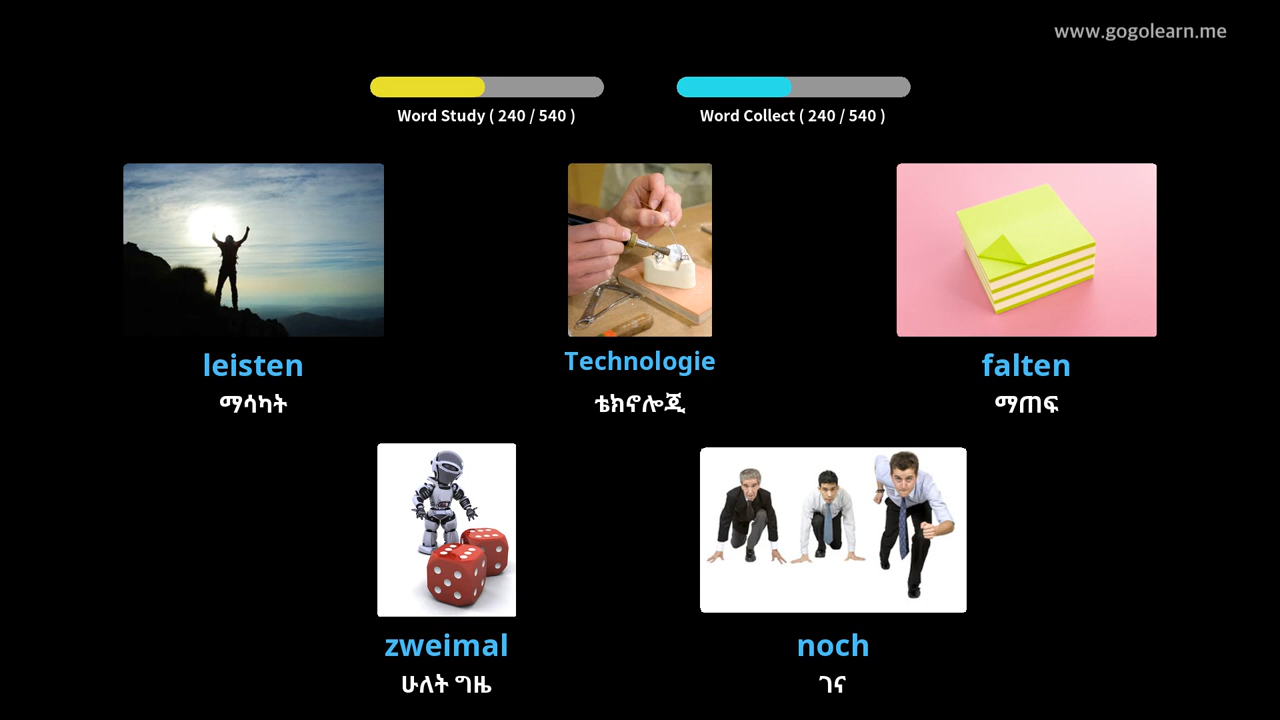 www.gogolearn.me
Word Study ( 240 / 540 )
Word Collect ( 240 / 540 )
leisten
ማሳካት
Technologie
ቴክኖሎጂ
falten
ማጠፍ
zweimal
ሁለት ግዜ
noch
ገና